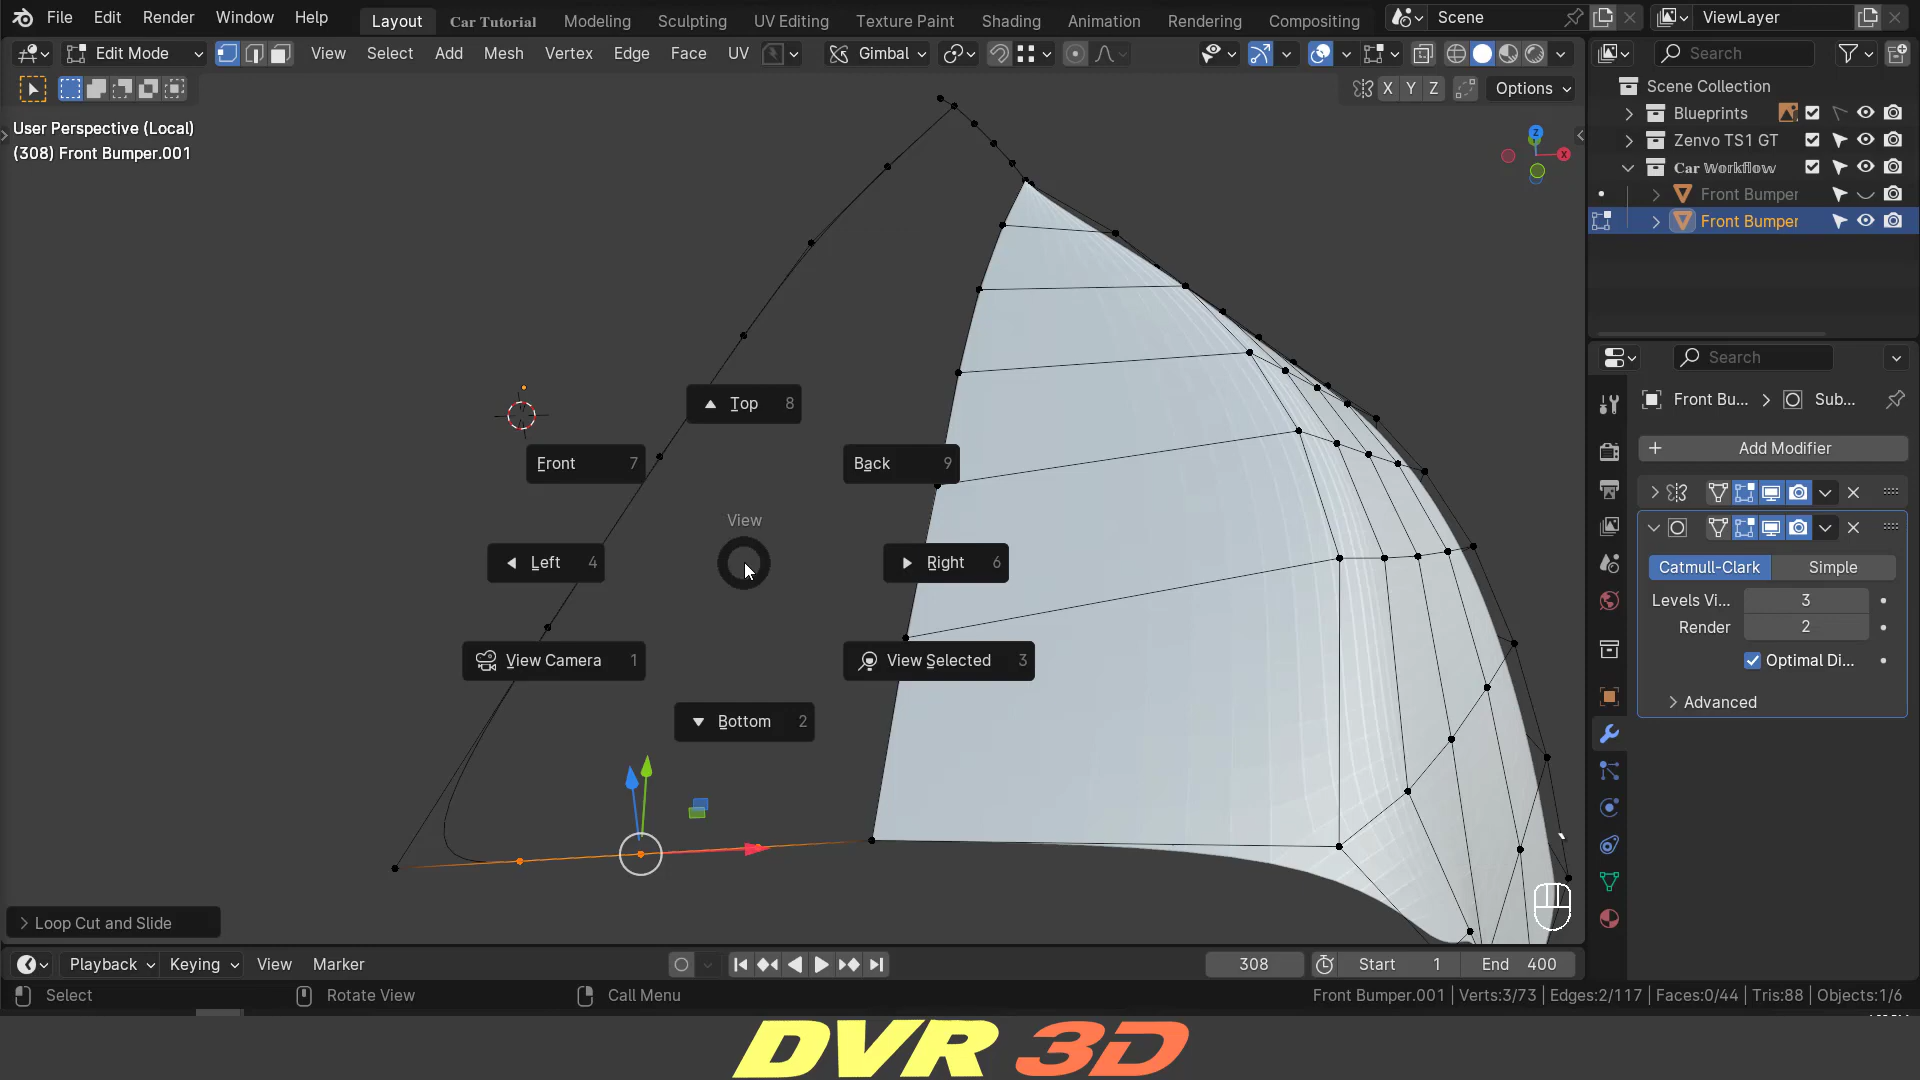 File Edit Render Window Help Layout Car Tutorial Modeling Sculpting UV Editing Texture Paint Shading Animation Rendering Compositing Scene ViewLayer
Edit Mode View Select Add Mesh Vertex Edge Face UV Gimbal Search
X Y Z Options
Scene Collection
Blueprints
Zenvo TS1 GT
Car Workflow
Front Bumper
Front Bumper
User Perspective (Local)
(308) Front Bumper.001
Z
X
Top 8
Front 7
Back 9
View
Left 4
Right 6
View Camera 1
View Selected 3
Bottom 2
Search
Front Bu... > Sub...
+ Add Modifier
Catmull-Clark Simple
Levels Vi... 3
Render 2
Optimal Di...
Advanced
Loop Cut and Slide
Playback Keying View Marker 308 Start 1 End 400
Select Rotate View Call Menu Front Bumper.001 | Verts:3/73 | Edges:2/117 | Faces:0/44 | Tris:88 | Objects:1/6
DVR 3D